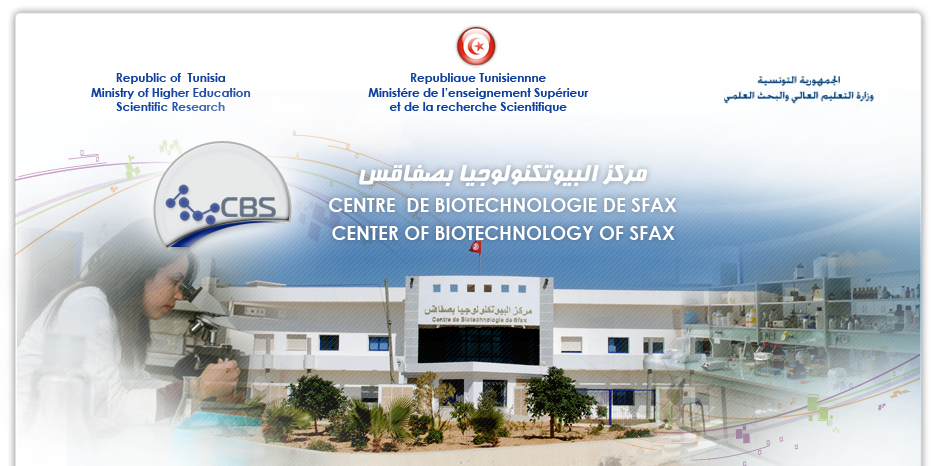 Republic of Tunisia
Ministry of Higher Education
Scientific Research
Republiaue Tunisiennne
Ministére de l'enseignement Supérieur
et de la recherche Scientifique
الجمهورية التونسية
وزارة التعليم العالي والبحث العلمي
CBS
مركز البيوتكنولوجيا بصفاقس
CENTRE DE BIOTECHNOLOGIE DE SFAX
CENTER OF BIOTECHNOLOGY OF SFAX
مركز البيوتكنولوجيا بصفاقس
Centre de Biotechnologie de Sfax